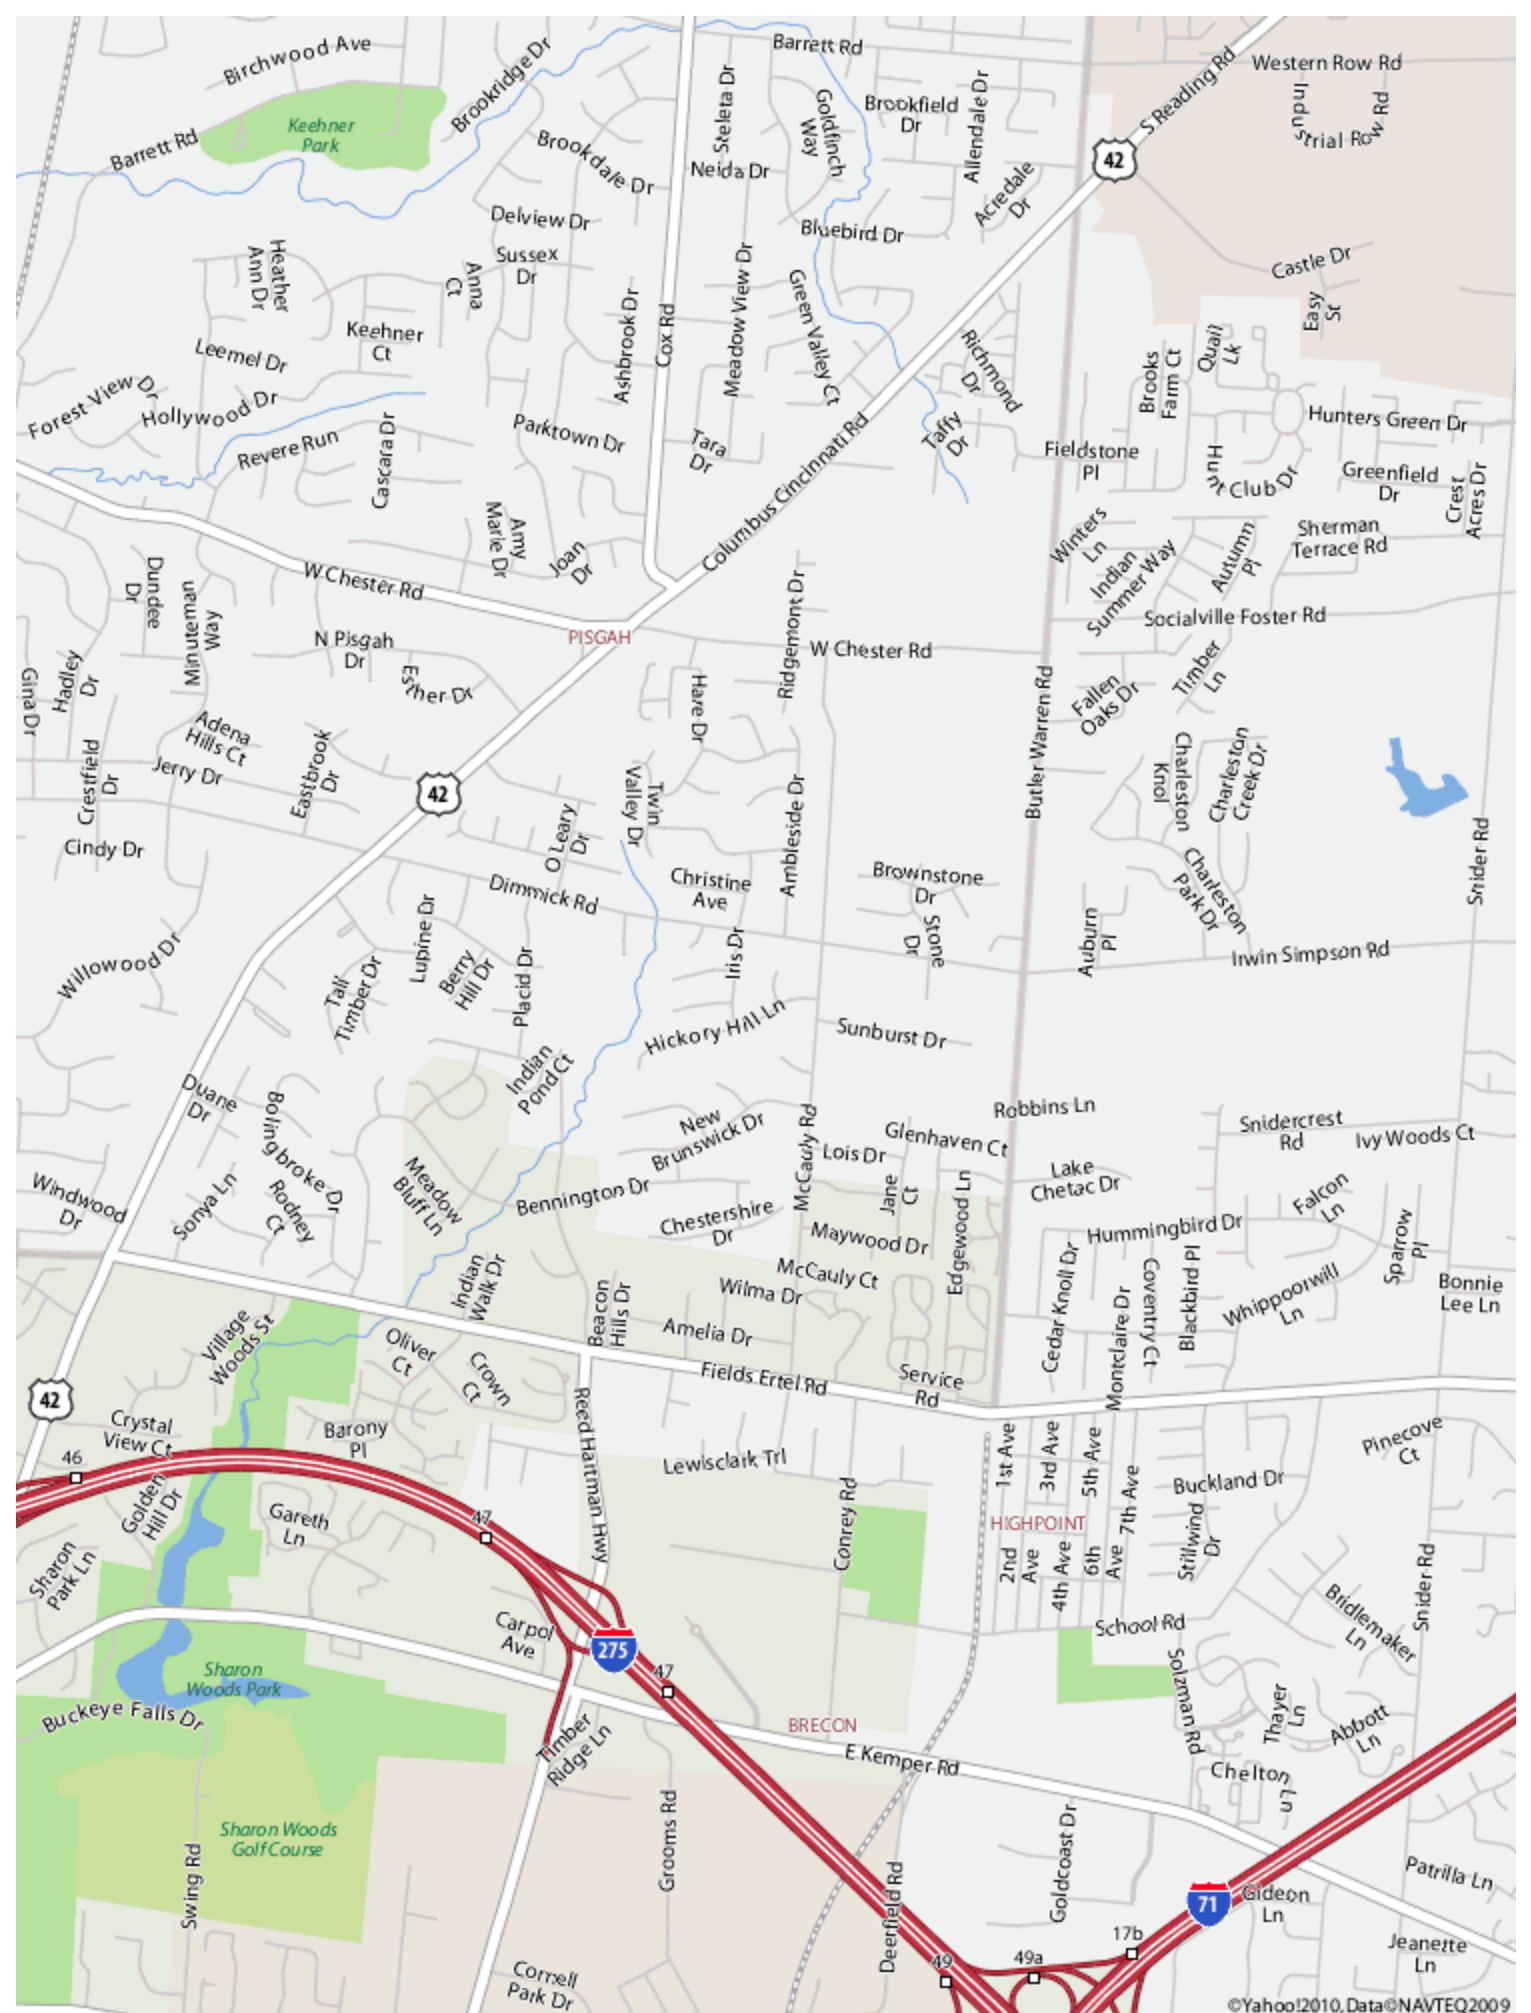 Birchwood Ave
Brookridge Dr
Barrett Rd
S Reading Rd
Western Row Rd
Industrial Row Rd
Keehner
Park
Barrett Rd
Brookdale Dr
Steleta Dr
Goldfinch
Way
Brookfield
Dr
Allendale Dr
42
Neida Dr
Acredale
Dr
Delview Dr
Bluebird Dr
Sussex
Dr
Anna
Ct
Heather
Ann Dr
Castle Dr
Easy
St
Keehner
Ct
Leemel Dr
Ashbrook Dr
Cox Rd
Meadow View Dr
Green Valley Ct
Richmond
Dr
Brooks
Farm Ct
Quail
Lk
Forest View Dr
Hollywood Dr
Revere Run
Cascara Dr
Parktown Dr
Tara
Dr
Columbus Cincinnati Rd
Taffy
Dr
Fieldstone
Pl
Hunters Green Dr
Hunt Club Dr
Greenfield
Dr
Crest
Acres Dr
Amy
Marie Dr
Joan
Dr
Winters
Ln
Indian
Summer Way
Autumn
Pl
Sherman
Terrace Rd
W Chester Rd
Dundee
Dr
Minuteman
Way
PISGAH
Ridgemont Dr
W Chester Rd
Socialville Foster Rd
N Pisgah
Dr
Esther Dr
Gina Dr
Hadley
Dr
Hare Dr
Butler Warren Rd
Fallen
Oaks Dr
Timber
Ln
Adena
Hills Ct
Jerry Dr
Crestfield
Dr
Eastbrook
Dr
42
Twin
Valley Dr
O'Leary
Dr
Ambleside Dr
Charleston
Knol
Charleston
Creek Dr
Cindy Dr
Snider Rd
Dimmick Rd
Christine
Ave
Brownstone
Dr
Stone
Dr
Charleston
Park Dr
Auburn
Pl
Irwin Simpson Rd
Willowood Dr
Lupine Dr
Tall
Timber Dr
Berry
Hill Dr
Placid Dr
Iris Dr
Hickory Hill Ln
Sunburst Dr
Indian
Pond Ct
Duane
Dr
Bolingbroke Dr
New
Brunswick Dr
McCauly Rd
Glenhaven Ct
Lois Dr
Robbins Ln
Snidercrest
Rd
Ivy Woods Ct
Windwood
Dr
Sonya Ln
Rodney
Ct
Meadow
Bluff Ln
Bennington Dr
Chestershire
Dr
Jane
Ct
Edgewood Ln
Lake
Chetac Dr
Maywood Dr
Hummingbird Dr
Falcon
Ln
Sparrow
Pl
McCauly Ct
Wilma Dr
Indian
Walk Dr
Beacon
Hills Dr
Amelia Dr
Cedar Knoll Dr
Coventry Ct
Blackbird Pl
Whippoorwill
Ln
Bonnie
Lee Ln
Montclaire Dr
Village
Woods St
Oliver
Ct
Crown
Ct
Fields Ertel Rd
Service
Rd
42
46
Crystal
View Ct
Barony
Pl
Reed Hartman Hwy
Lewisclark Trl
1st Ave
3rd Ave
5th Ave
7th Ave
Pinecove
Ct
Buckland Dr
Golden
Hill Dr
Gareth
Ln
47
Conrey Rd
HIGHPOINT
2nd
Ave
4th Ave
6th
Ave
Stillwind
Dr
Snider Rd
Sharon
Park Ln
Carpol
Ave
275
47
School Rd
Bridlemaker
Ln
Sharon
Woods Park
Buckeye Falls Dr
Timber
Ridge Ln
BRECON
E Kemper Rd
Solzman Rd
Thayer
Ln
Abbott
Ln
Chelton
Ln
Sharon Woods
Golf Course
Swing Rd
Grooms Rd
Deerfield Rd
Goldcoast Dr
71
Gideon
Ln
Patrilla Ln
Jeanette
Ln
17b
49a
49
Cornell
Park Dr
©Yahoo!2010, Data©NAVTEQ2009